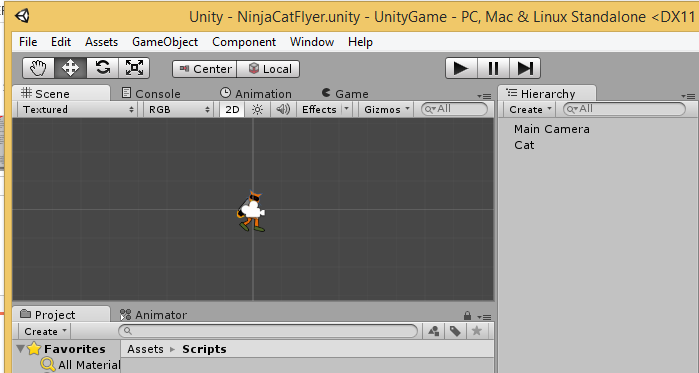 Unity - NinjaCatFlyer.unity - UnityGame - PC, Mac & Linux Standalone <DX11
File Edit Assets GameObject Component Window Help
Center Local
Scene Console Animation Game
Hierarchy
Textured RGB 2D Effects Gizmos All
Create All
Main Camera
Cat
Project Animator
Create
Favorites
Assets Scripts
All Material